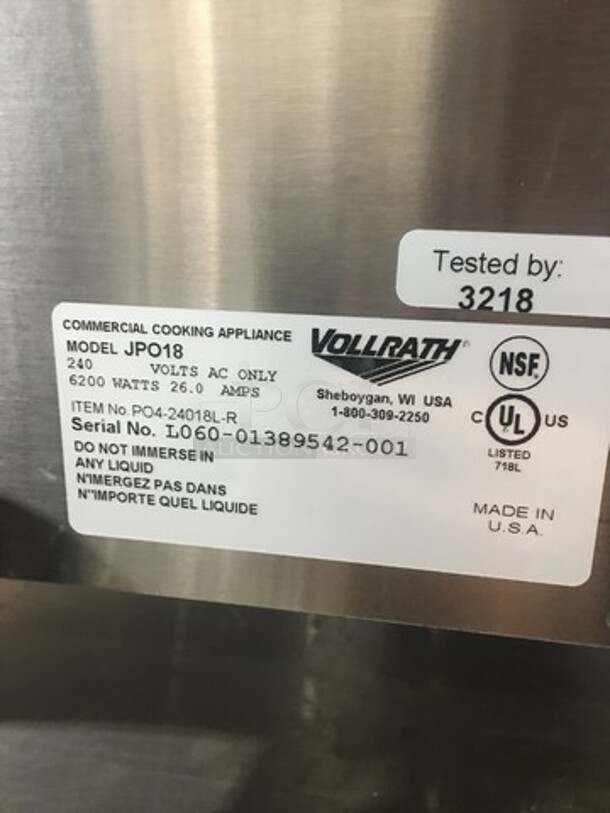 Tested by:
3218
COMMERCIAL COOKING APPLIANCE
MODEL JPO18
240 VOLTS AC ONLY
6200 WATTS 26.0 AMPS
ITEM No. PO4-24018L-R
Serial No. L060-01389542-001
DO NOT IMMERSE IN
ANY LIQUID
N'IMERGEZ PAS DANS
N"IMPORTE QUEL LIQUIDE
VOLLRATH®
Sheboygan, WI USA
1-800-309-2250
NSF
C UL US
LISTED
718L
MADE IN
U.S.A.